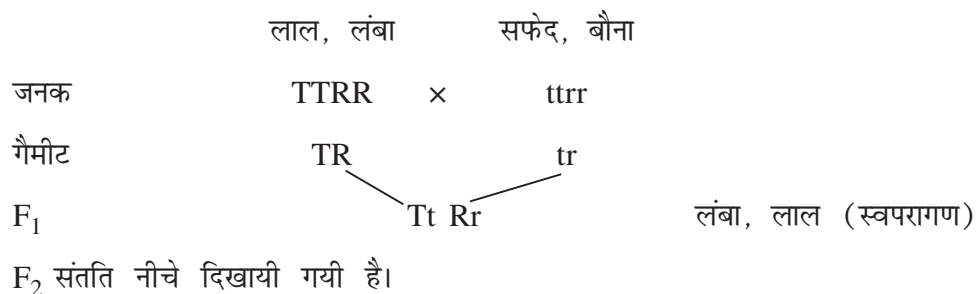 लाल, लंबा सफेद, बौना
जनक TTRR × ttrr
गैमीट TR tr
F₁ Tt Rr लंबा, लाल (स्वपरागण)
F₂ संतति नीचे दिखायी गयी है।